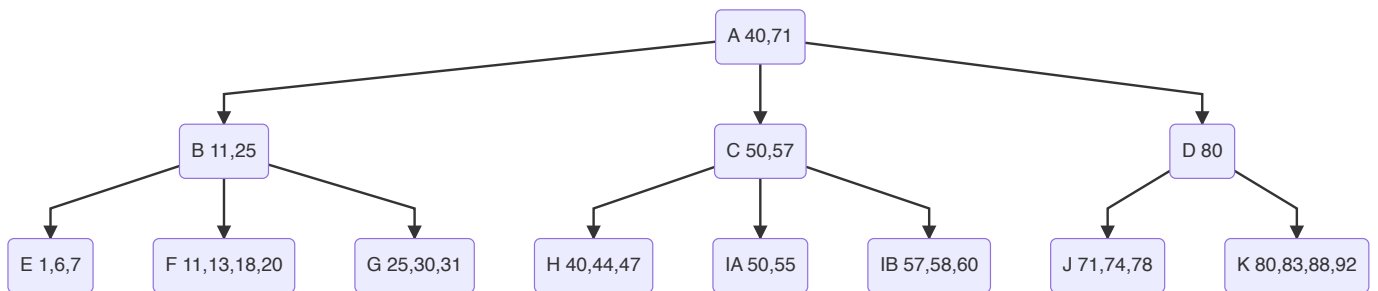 A 40,71
B 11,25
C 50,57
D 80
E 1,6,7
F 11,13,18,20
G 25,30,31
H 40,44,47
IA 50,55
IB 57,58,60
J 71,74,78
K 80,83,88,92